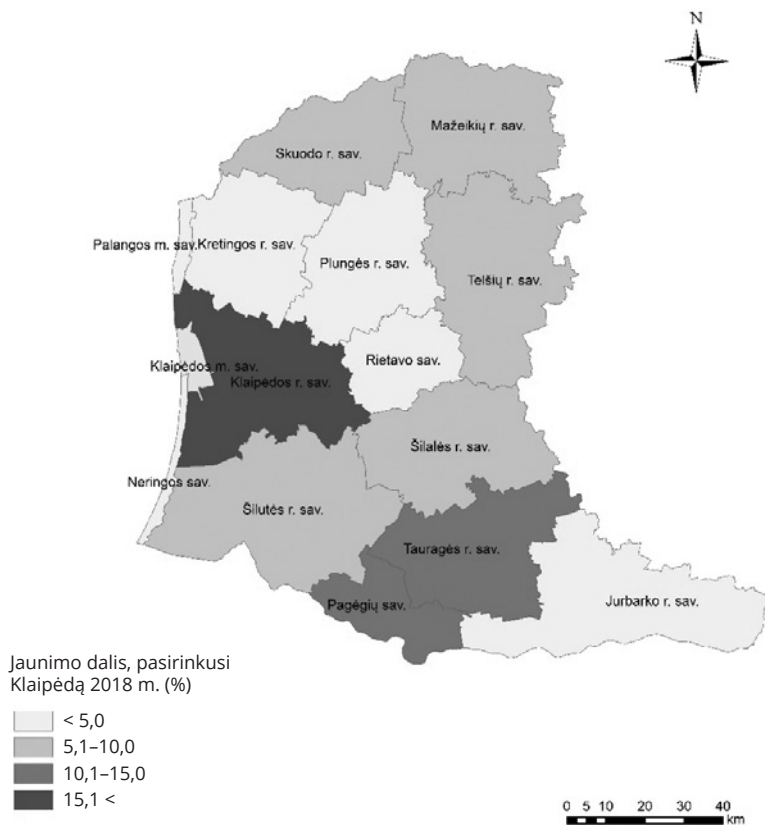 N
Mažeikių r. sav.
Skuodo r. sav.
Palangos m. sav.
Kretingos r. sav.
Plungės r. sav.
Telšių r. sav.
Klaipėdos m. sav.
Rietavo sav.
Klaipėdos r. sav.
Šilalės r. sav.
Neringos sav.
Šilutės r. sav.
Tauragės r. sav.
Pagėgių sav.
Jurbarko r. sav.
Jaunimo dalis, pasirinkusi
Klaipėdą 2018 m. (%)
< 5,0
5,1–10,0
10,1–15,0
15,1 <
0 5 10 20 30 40
km